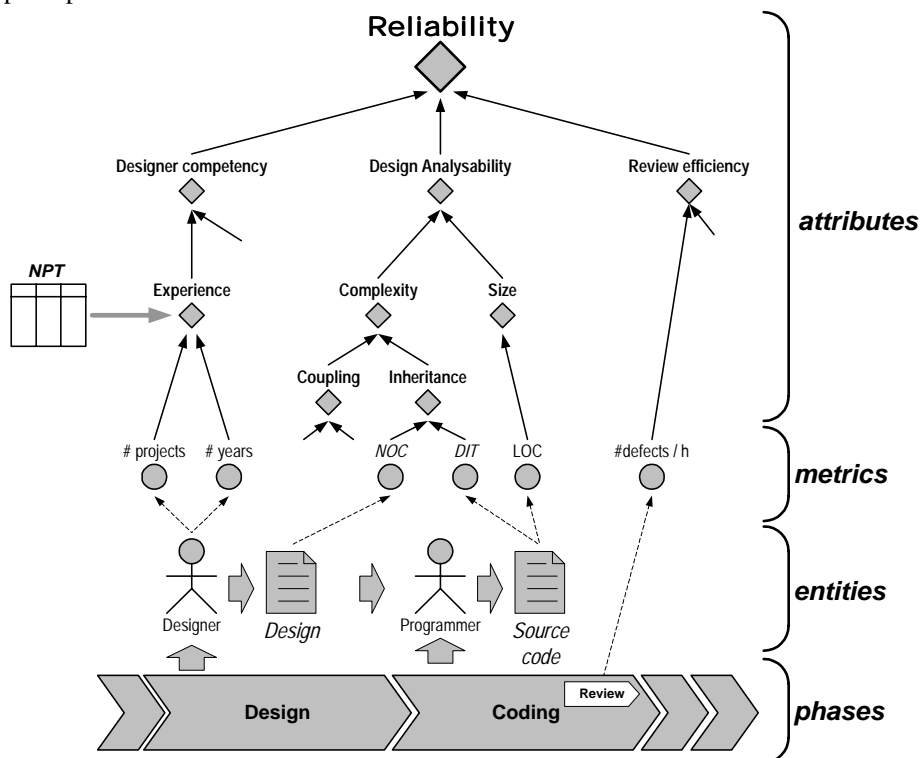 Reliability
Designer competency
Design Analysability
Review efficiency
attributes
NPT
Experience
Complexity
Size
Coupling
Inheritance
# projects
# years
NOC
DIT
LOC
#defects / h
metrics
entities
Designer
Design
Programmer
Source
code
Review
Design
Coding
phases